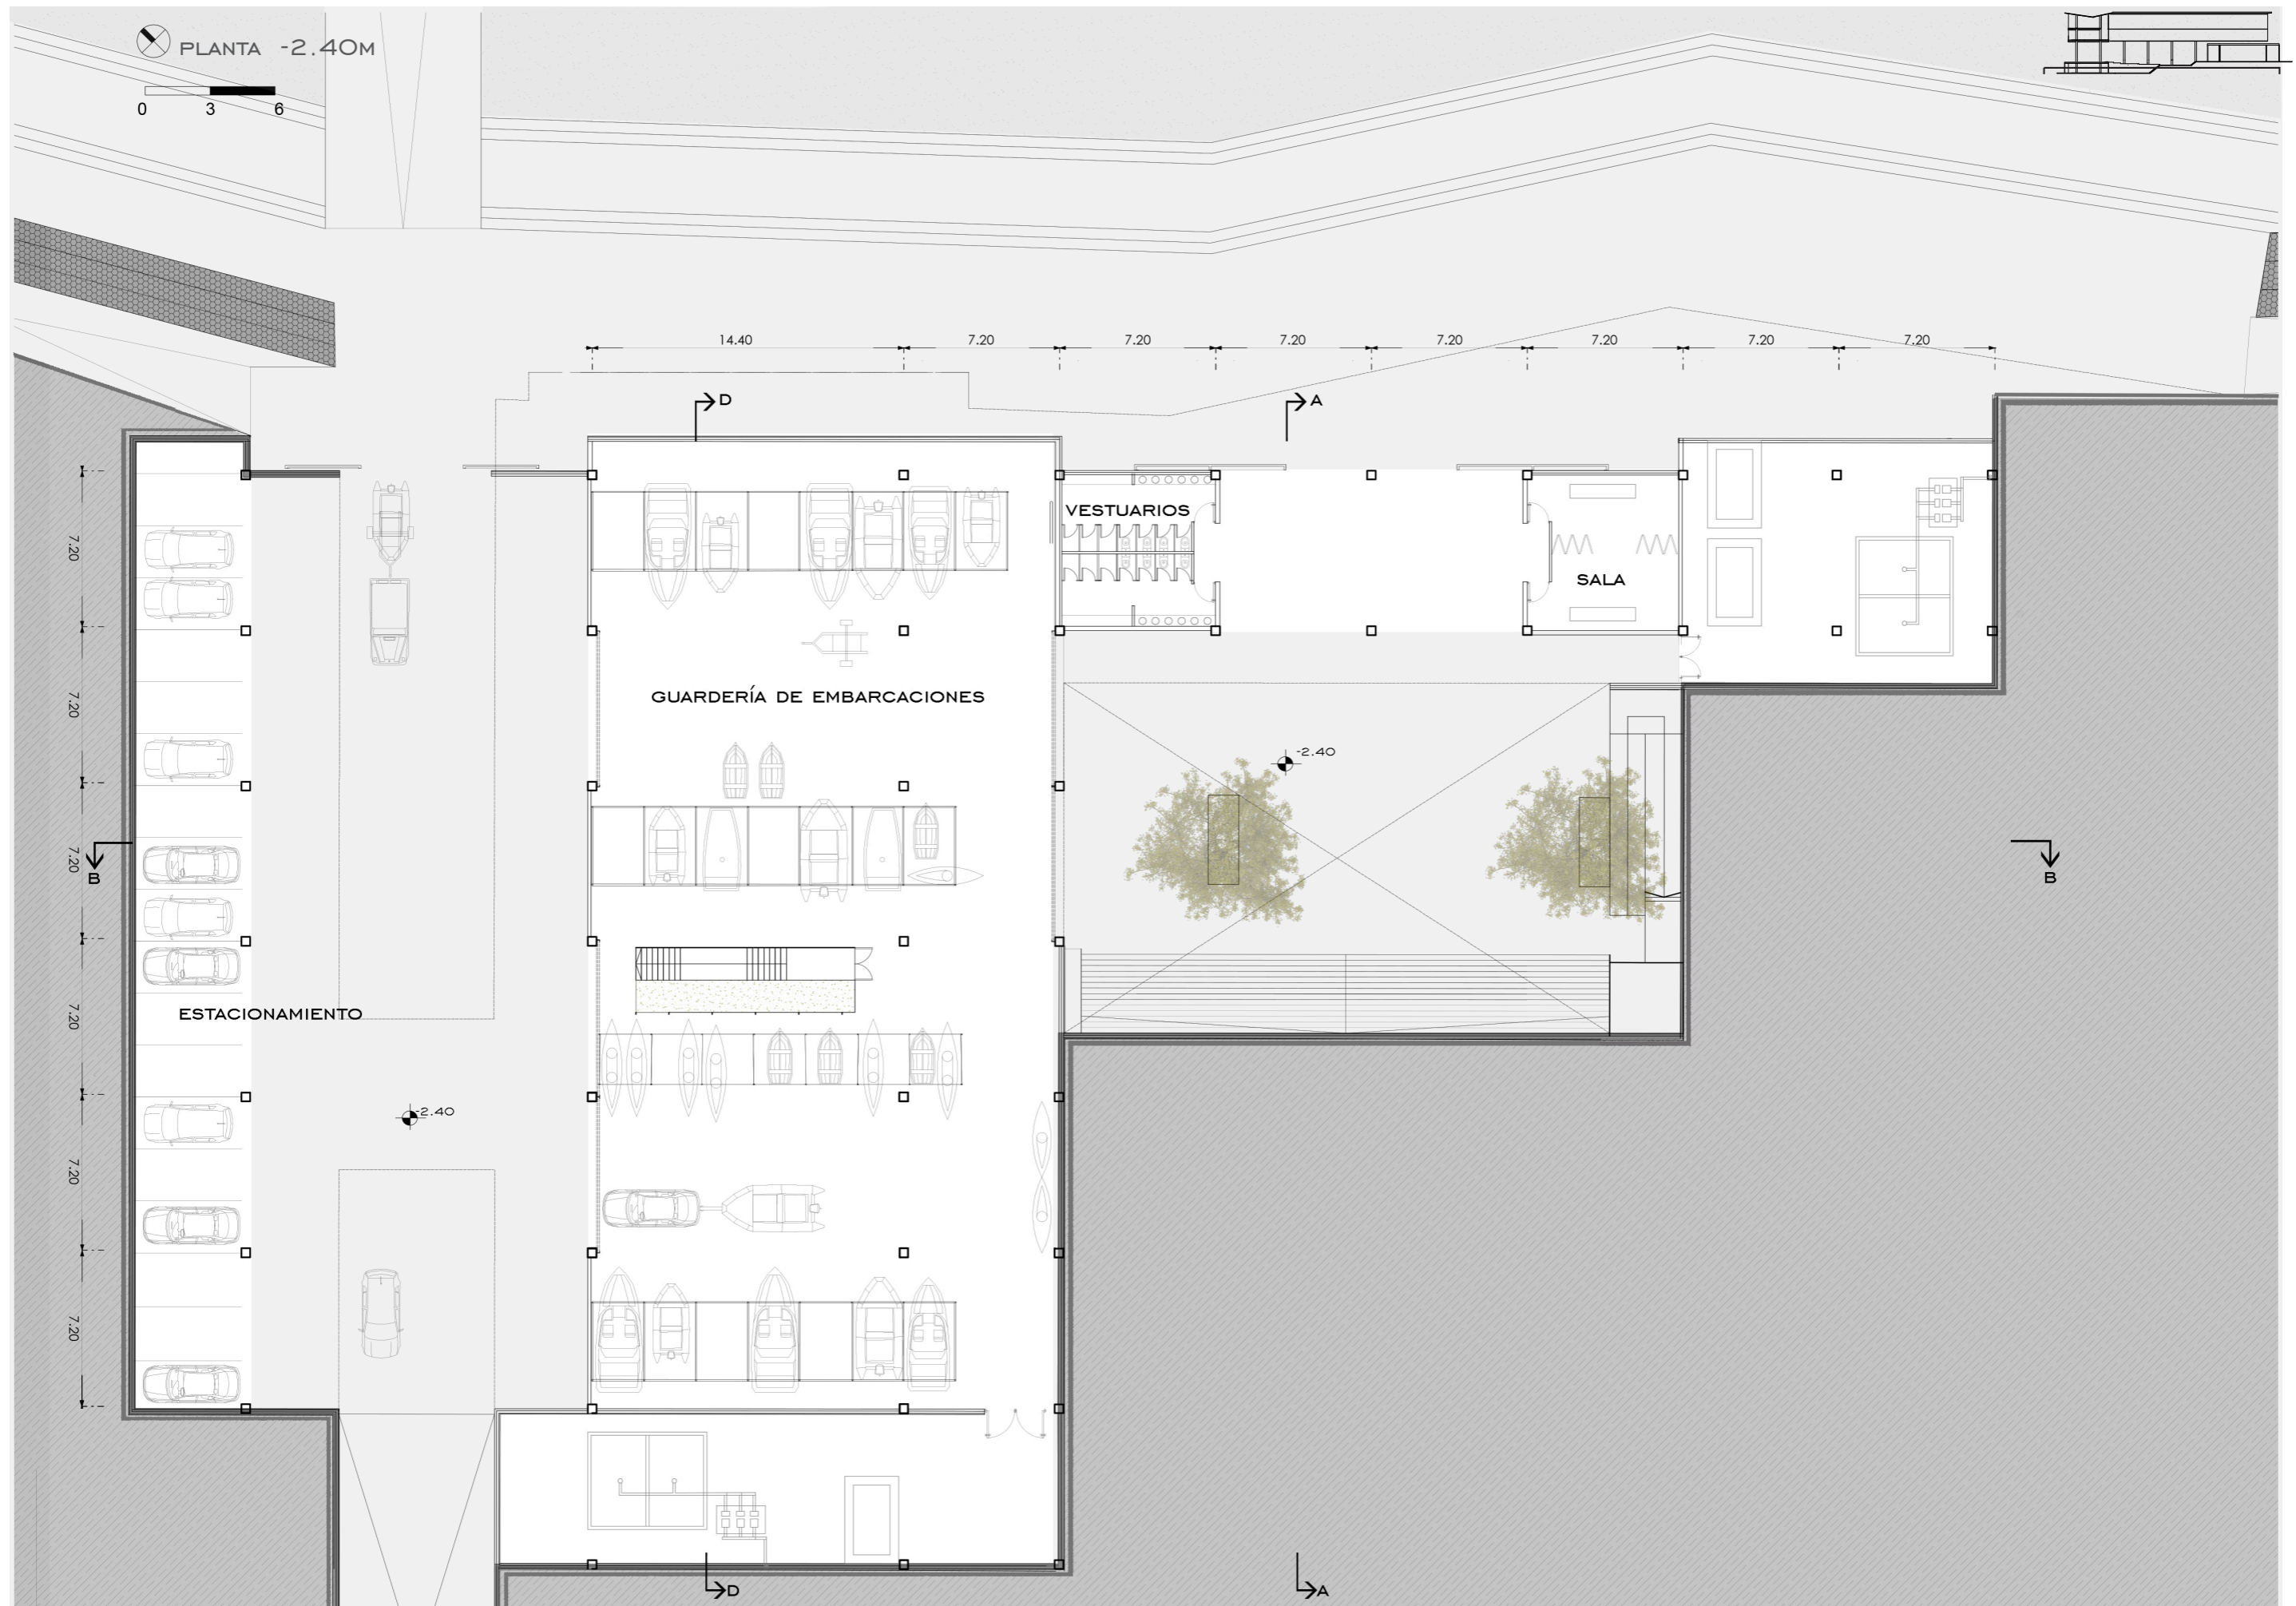 PLANTA -2.40M
0 3 6
14.40 7.20 7.20 7.20 7.20 7.20 7.20 7.20
D A
VESTUARIOS
7.20
SALA
GUARDERÍA DE EMBARCACIONES
7.20
-2.40
7.20
B B
7.20
ESTACIONAMIENTO
-2.40
7.20
7.20
D A